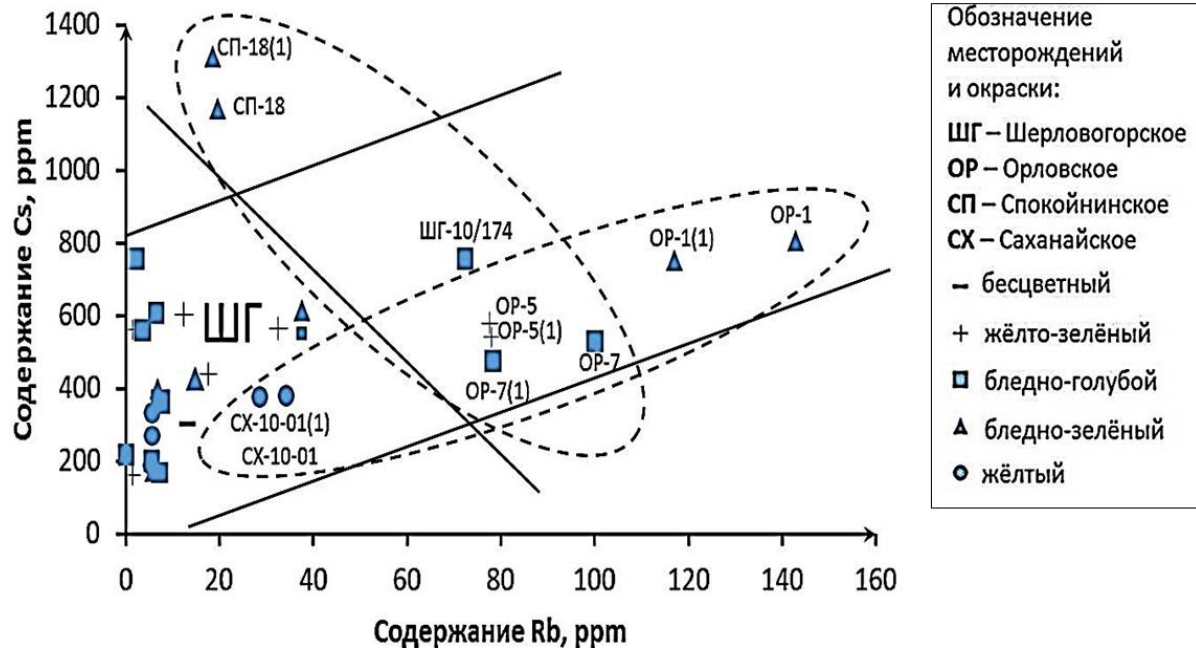 1400
1200
1000
800
600
400
200
0
Содержание Cs, ppm
СП-18(1)
СП-18
ШГ-10/174
ОР-1
ОР-1(1)
ШГ
ОР-5
ОР-5(1)
ОР-7
ОР-7(1)
СХ-10-01(1)
СХ-10-01
0 20 40 60 80 100 120 140 160
Содержание Rb, ppm
Обозначение
месторождений
и окраски:
ШГ – Шерловогорское
ОР – Орловское
СП – Спокойнинское
СХ – Саханайское
бесцветный
жёлто-зелёный
бледно-голубой
бледно-зелёный
жёлтый